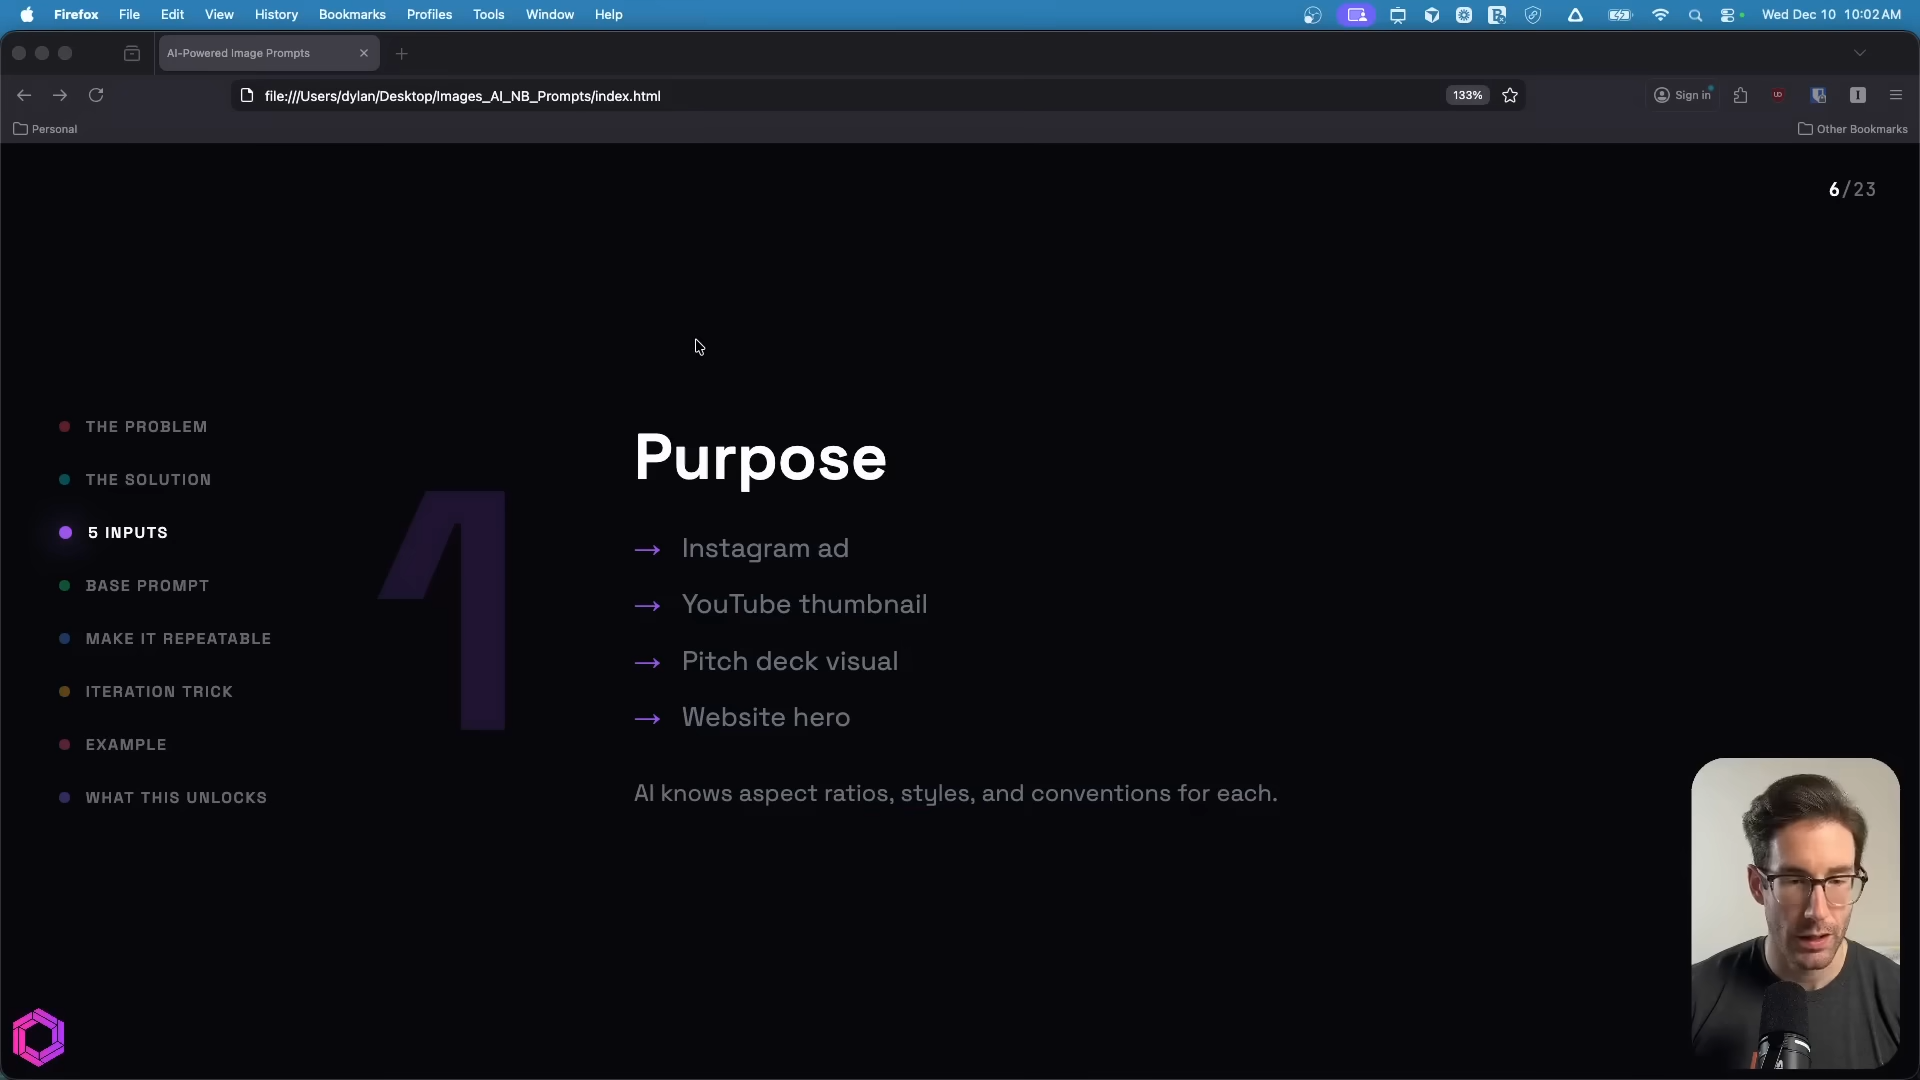 Firefox File Edit View History Bookmarks Profiles Tools Window Help Wed Dec 10 10:02 AM
AI-Powered Image Prompts
file:///Users/dylan/Desktop/Images_AI_NB_Prompts/index.html 133% Sign in
Personal Other Bookmarks
6/23
THE PROBLEM
THE SOLUTION
5 INPUTS
BASE PROMPT
MAKE IT REPEATABLE
ITERATION TRICK
EXAMPLE
WHAT THIS UNLOCKS
1
Purpose
→ Instagram ad
→ YouTube thumbnail
→ Pitch deck visual
→ Website hero
AI knows aspect ratios, styles, and conventions for each.